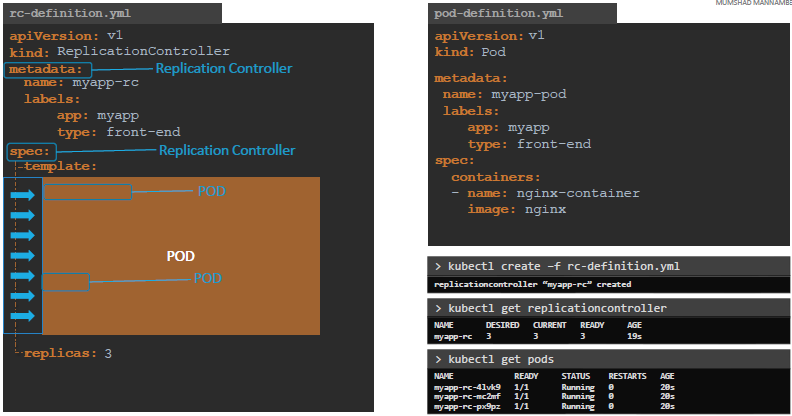 MUMSHAD MANNAMBE
rc-definition.yml
apiVersion: v1
kind: ReplicationController
metadata:
Replication Controller
name: myapp-rc
labels:
app: myapp
type: front-end
spec:
Replication Controller
template:
POD
POD
POD
replicas: 3
pod-definition.yml
apiVersion: v1
kind: Pod
metadata:
name: myapp-pod
labels:
app: myapp
type: front-end
spec:
containers:
- name: nginx-container
image: nginx
> kubectl create –f rc-definition.yml
replicationcontroller “myapp-rc” created
> kubectl get replicationcontroller
NAME DESIRED CURRENT READY AGE
myapp-rc 3 3 3 19s
> kubectl get pods
NAME READY STATUS RESTARTS AGE
myapp-rc-4lvk9 1/1 Running 0 20s
myapp-rc-mc2mf 1/1 Running 0 20s
myapp-rc-px9pz 1/1 Running 0 20s